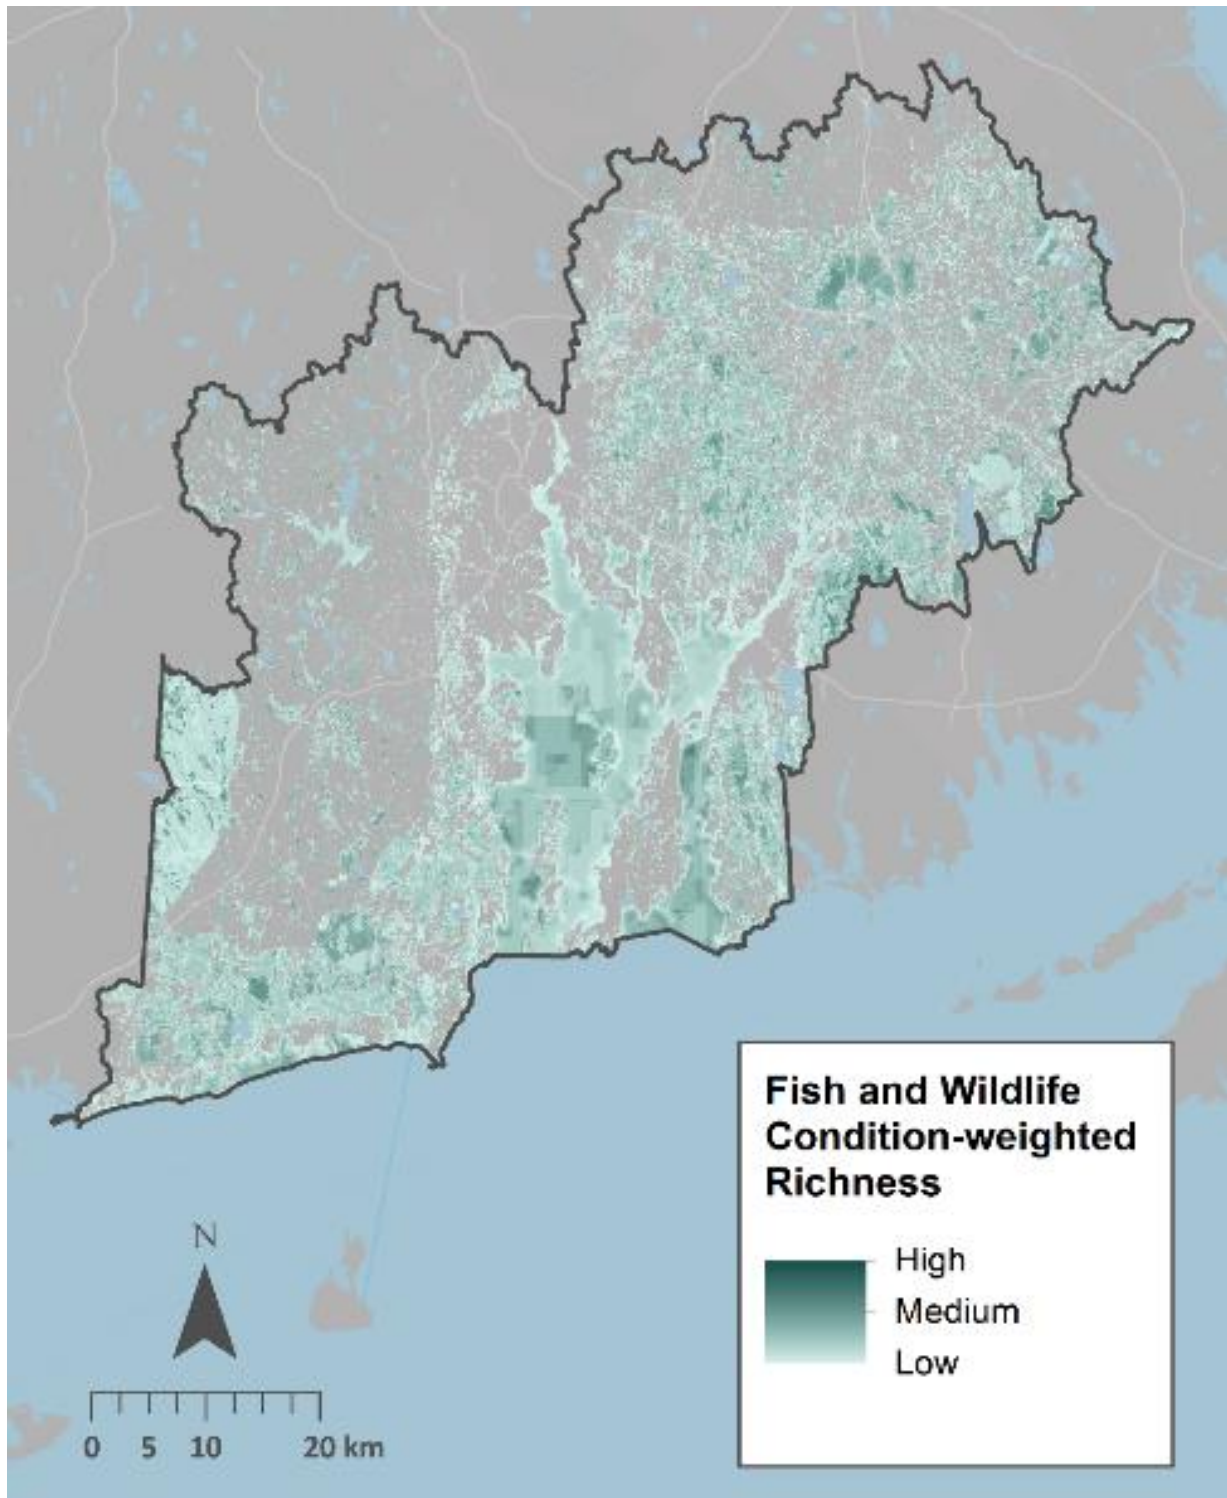 Fish and Wildlife
Condition-weighted
Richness
High
Medium
Low
N
0 5 10 20 km